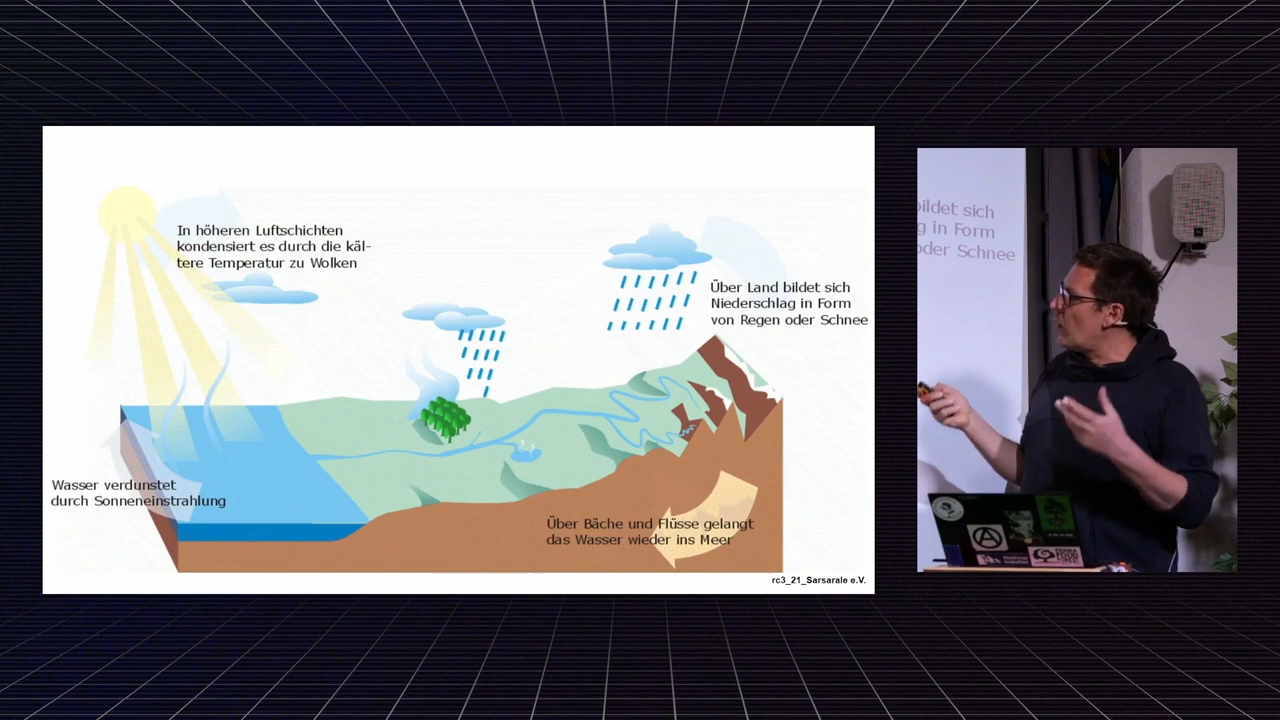 In höheren Luftschichten
kondensiert es durch die käl-
tere Temperatur zu Wolken
Über Land bildet sich
Niederschlag in Form
von Regen oder Schnee
Wasser verdunstet
durch Sonneneinstrahlung
Über Bäche und Flüsse gelangt
das Wasser wieder ins Meer
rc3_21_Sarsarale e.V.
bildet sich
g in Form
oder Schnee
FOOD